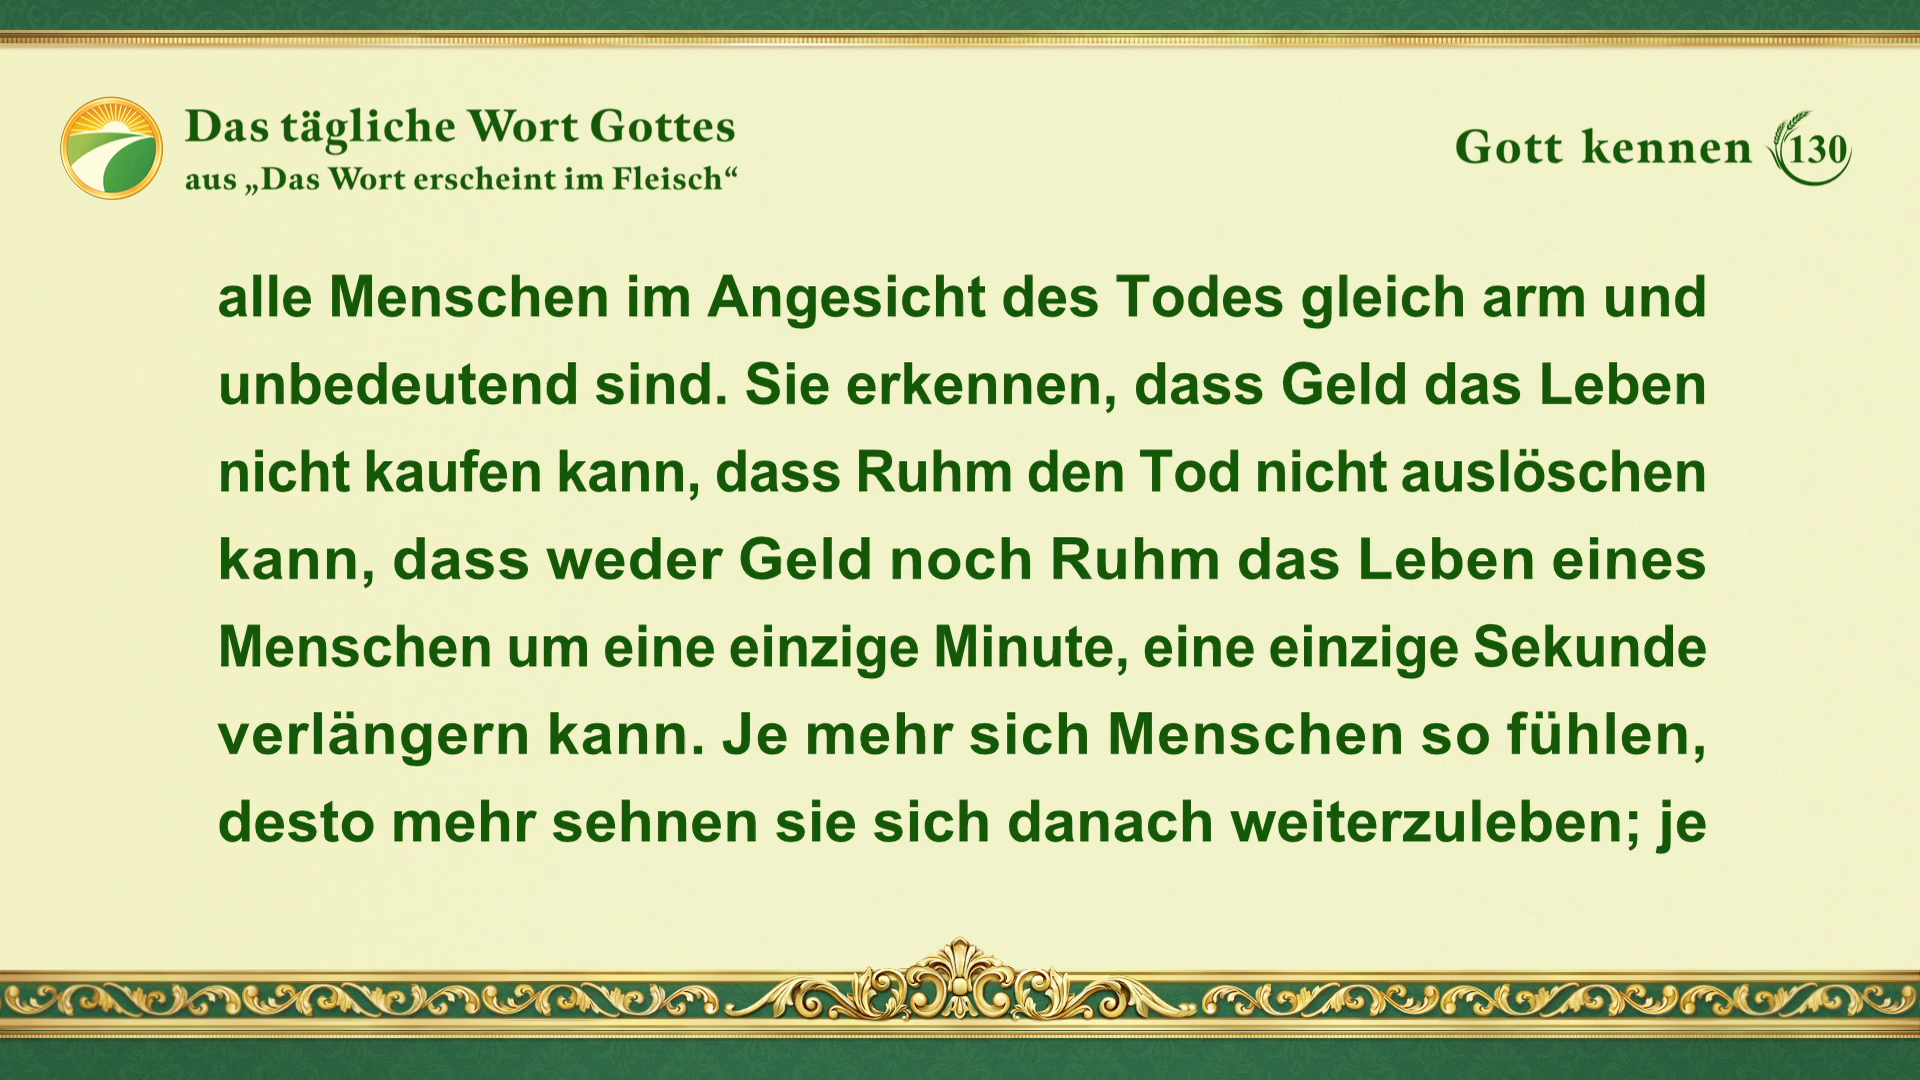 Das tägliche Wort Gottes
aus „Das Wort erscheint im Fleisch“
Gott kennen 130
alle Menschen im Angesicht des Todes gleich arm und
unbedeutend sind. Sie erkennen, dass Geld das Leben
nicht kaufen kann, dass Ruhm den Tod nicht auslöschen
kann, dass weder Geld noch Ruhm das Leben eines
Menschen um eine einzige Minute, eine einzige Sekunde
verlängern kann. Je mehr sich Menschen so fühlen,
desto mehr sehnen sie sich danach weiterzuleben; je